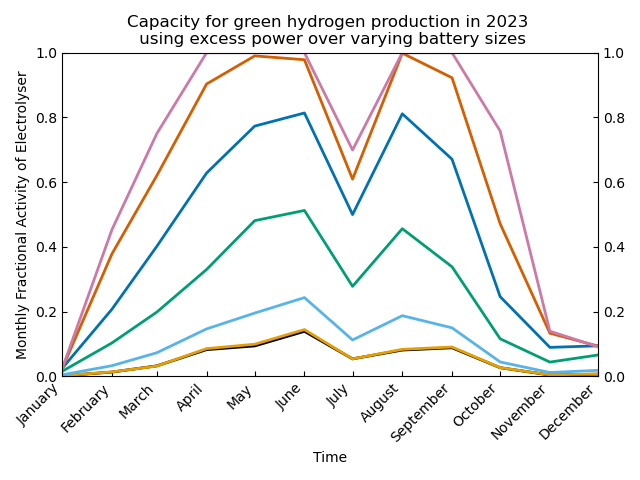 Capacity for green hydrogen production in 2023
using excess power over varying battery sizes
Monthly Fractional Activity of Electrolyser
1.0
0.8
0.6
0.4
0.2
0.0
1.0
0.8
0.6
0.4
0.2
0.0
January
February
March
April
May
June
July
August
September
October
November
December
Time